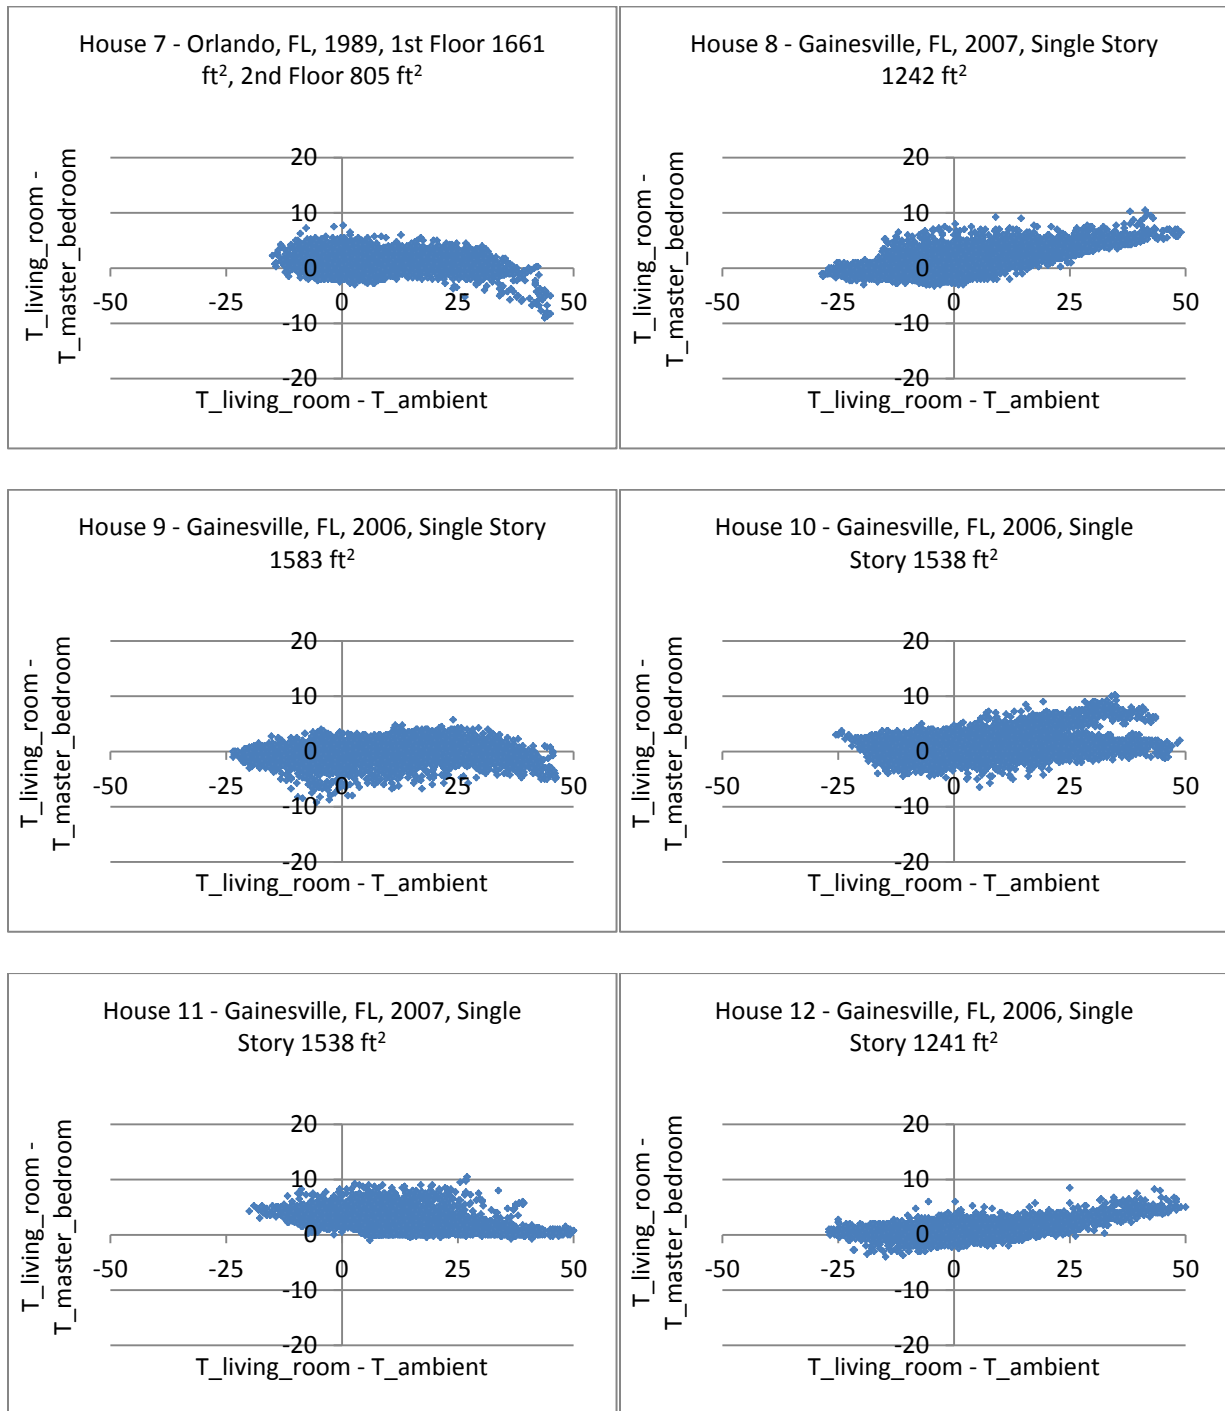 House 7 - Orlando, FL, 1989, 1st Floor 1661
ft², 2nd Floor 805 ft²
20
10
0
-10
-20
-50
-25
0
25
50
T_living_room -
T_master_bedroom
T_living_room - T_ambient
House 8 - Gainesville, FL, 2007, Single Story
1242 ft²
20
10
0
-10
-20
-50
-25
0
25
50
T_living_room -
T_master_bedroom
T_living_room - T_ambient
House 9 - Gainesville, FL, 2006, Single Story
1583 ft²
20
10
0
-10
-20
-50
-25
0
25
50
T_living_room -
T_master_bedroom
T_living_room - T_ambient
House 10 - Gainesville, FL, 2006, Single
Story 1538 ft²
20
10
0
-10
-20
-50
-25
0
25
50
T_living_room -
T_master_bedroom
T_living_room - T_ambient
House 11 - Gainesville, FL, 2007, Single
Story 1538 ft²
20
10
0
-10
-20
-50
-25
0
25
50
T_living_room -
T_master_bedroom
T_living_room - T_ambient
House 12 - Gainesville, FL, 2006, Single
Story 1241 ft²
20
10
0
-10
-20
-50
-25
0
25
50
T_living_room -
T_master_bedroom
T_living_room - T_ambient